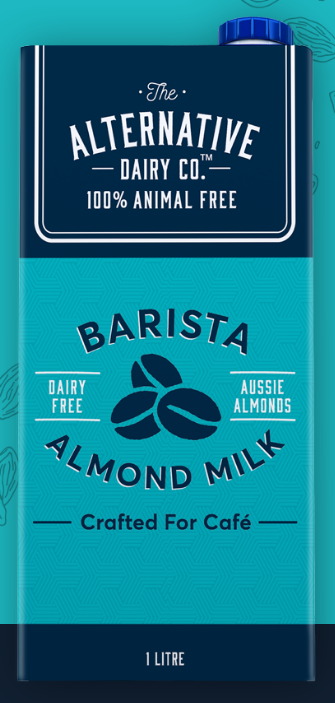 · The ·
ALTERNATIVE
DAIRY CO.™
100% ANIMAL FREE
BARISTA
DAIRY FREE
AUSSIE ALMONDS
ALMOND MILK
Crafted For Café
1 LITRE